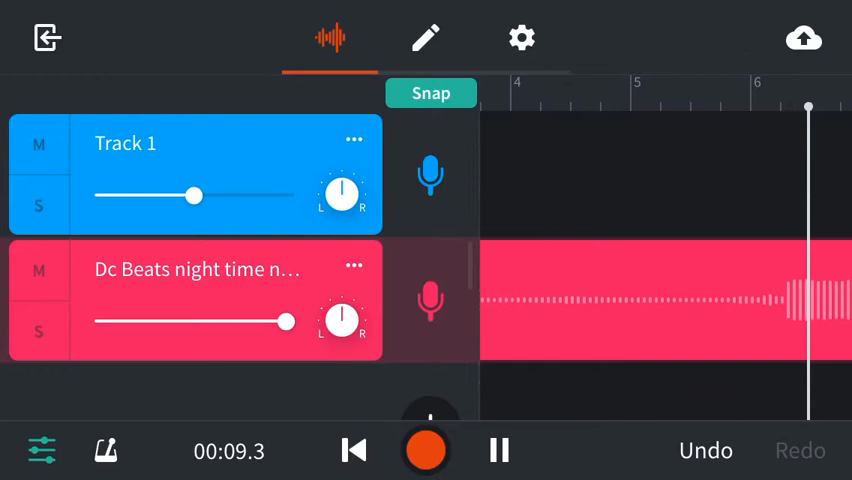 Snap
4
5
6
M
Track 1
...
S
L
R
M
Dc Beats night time n...
...
S
L
R
00:09.3
Undo
Redo